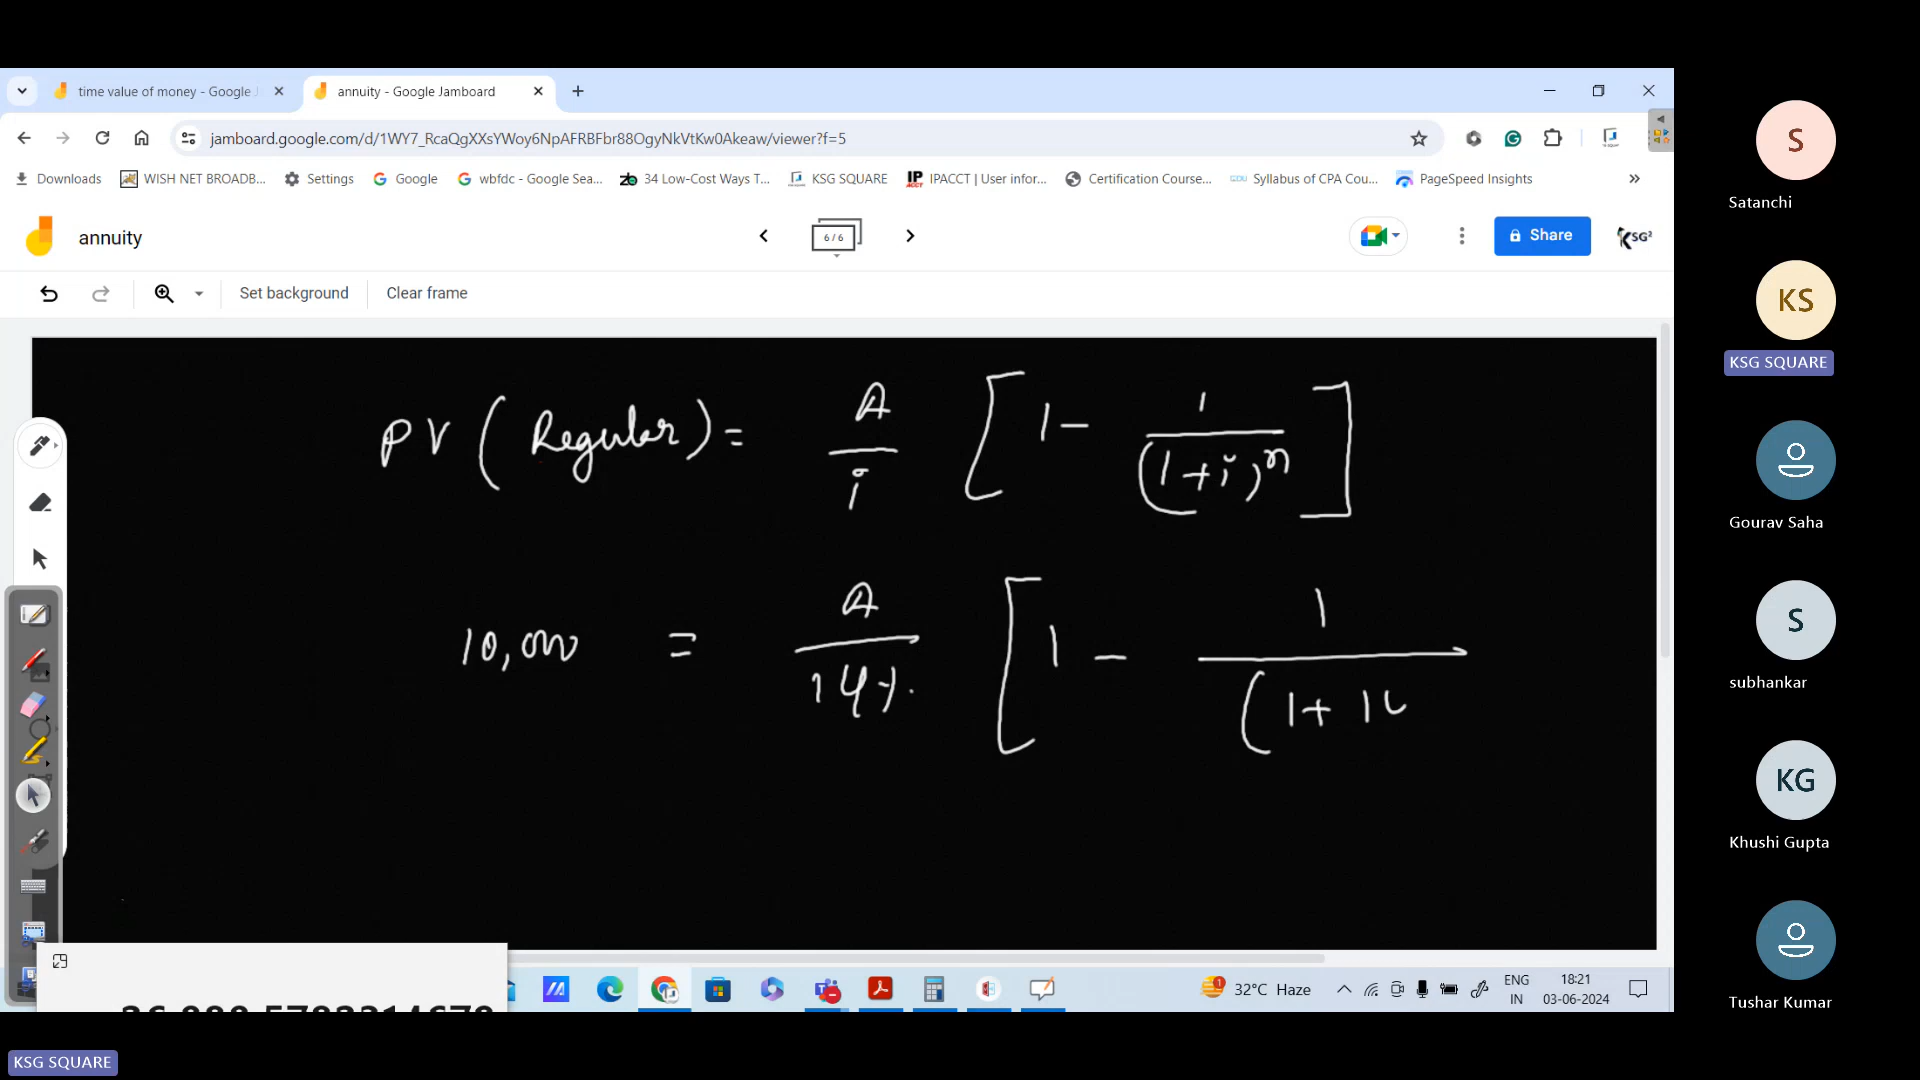 time value of money - Google J
annuity - Google Jamboard
jamboard.google.com/d/1WY7_RcaQgXXsYWoy6NpAFRBFbr88OgyNkVtKw0Akeaw/viewer?f=5
Downloads WISH NET BROADB... Settings Google wbfdc - Google Sea... 34 Low-Cost Ways T... KSG SQUARE IPACCT | User infor... Certification Course... Syllabus of CPA Cou... PageSpeed Insights »
annuity 6 / 6 Share KSG²
Set background Clear frame
PV (Regular) = A/i [1 - 1/(1+i)^n]
10,000 = A/14% [1 - 1/(1+ 14
32°C Haze ENG IN 18:21 03-06-2024
S
Satanchi
KS
KSG SQUARE
Gourav Saha
S
subhankar
KG
Khushi Gupta
Tushar Kumar
KSG SQUARE